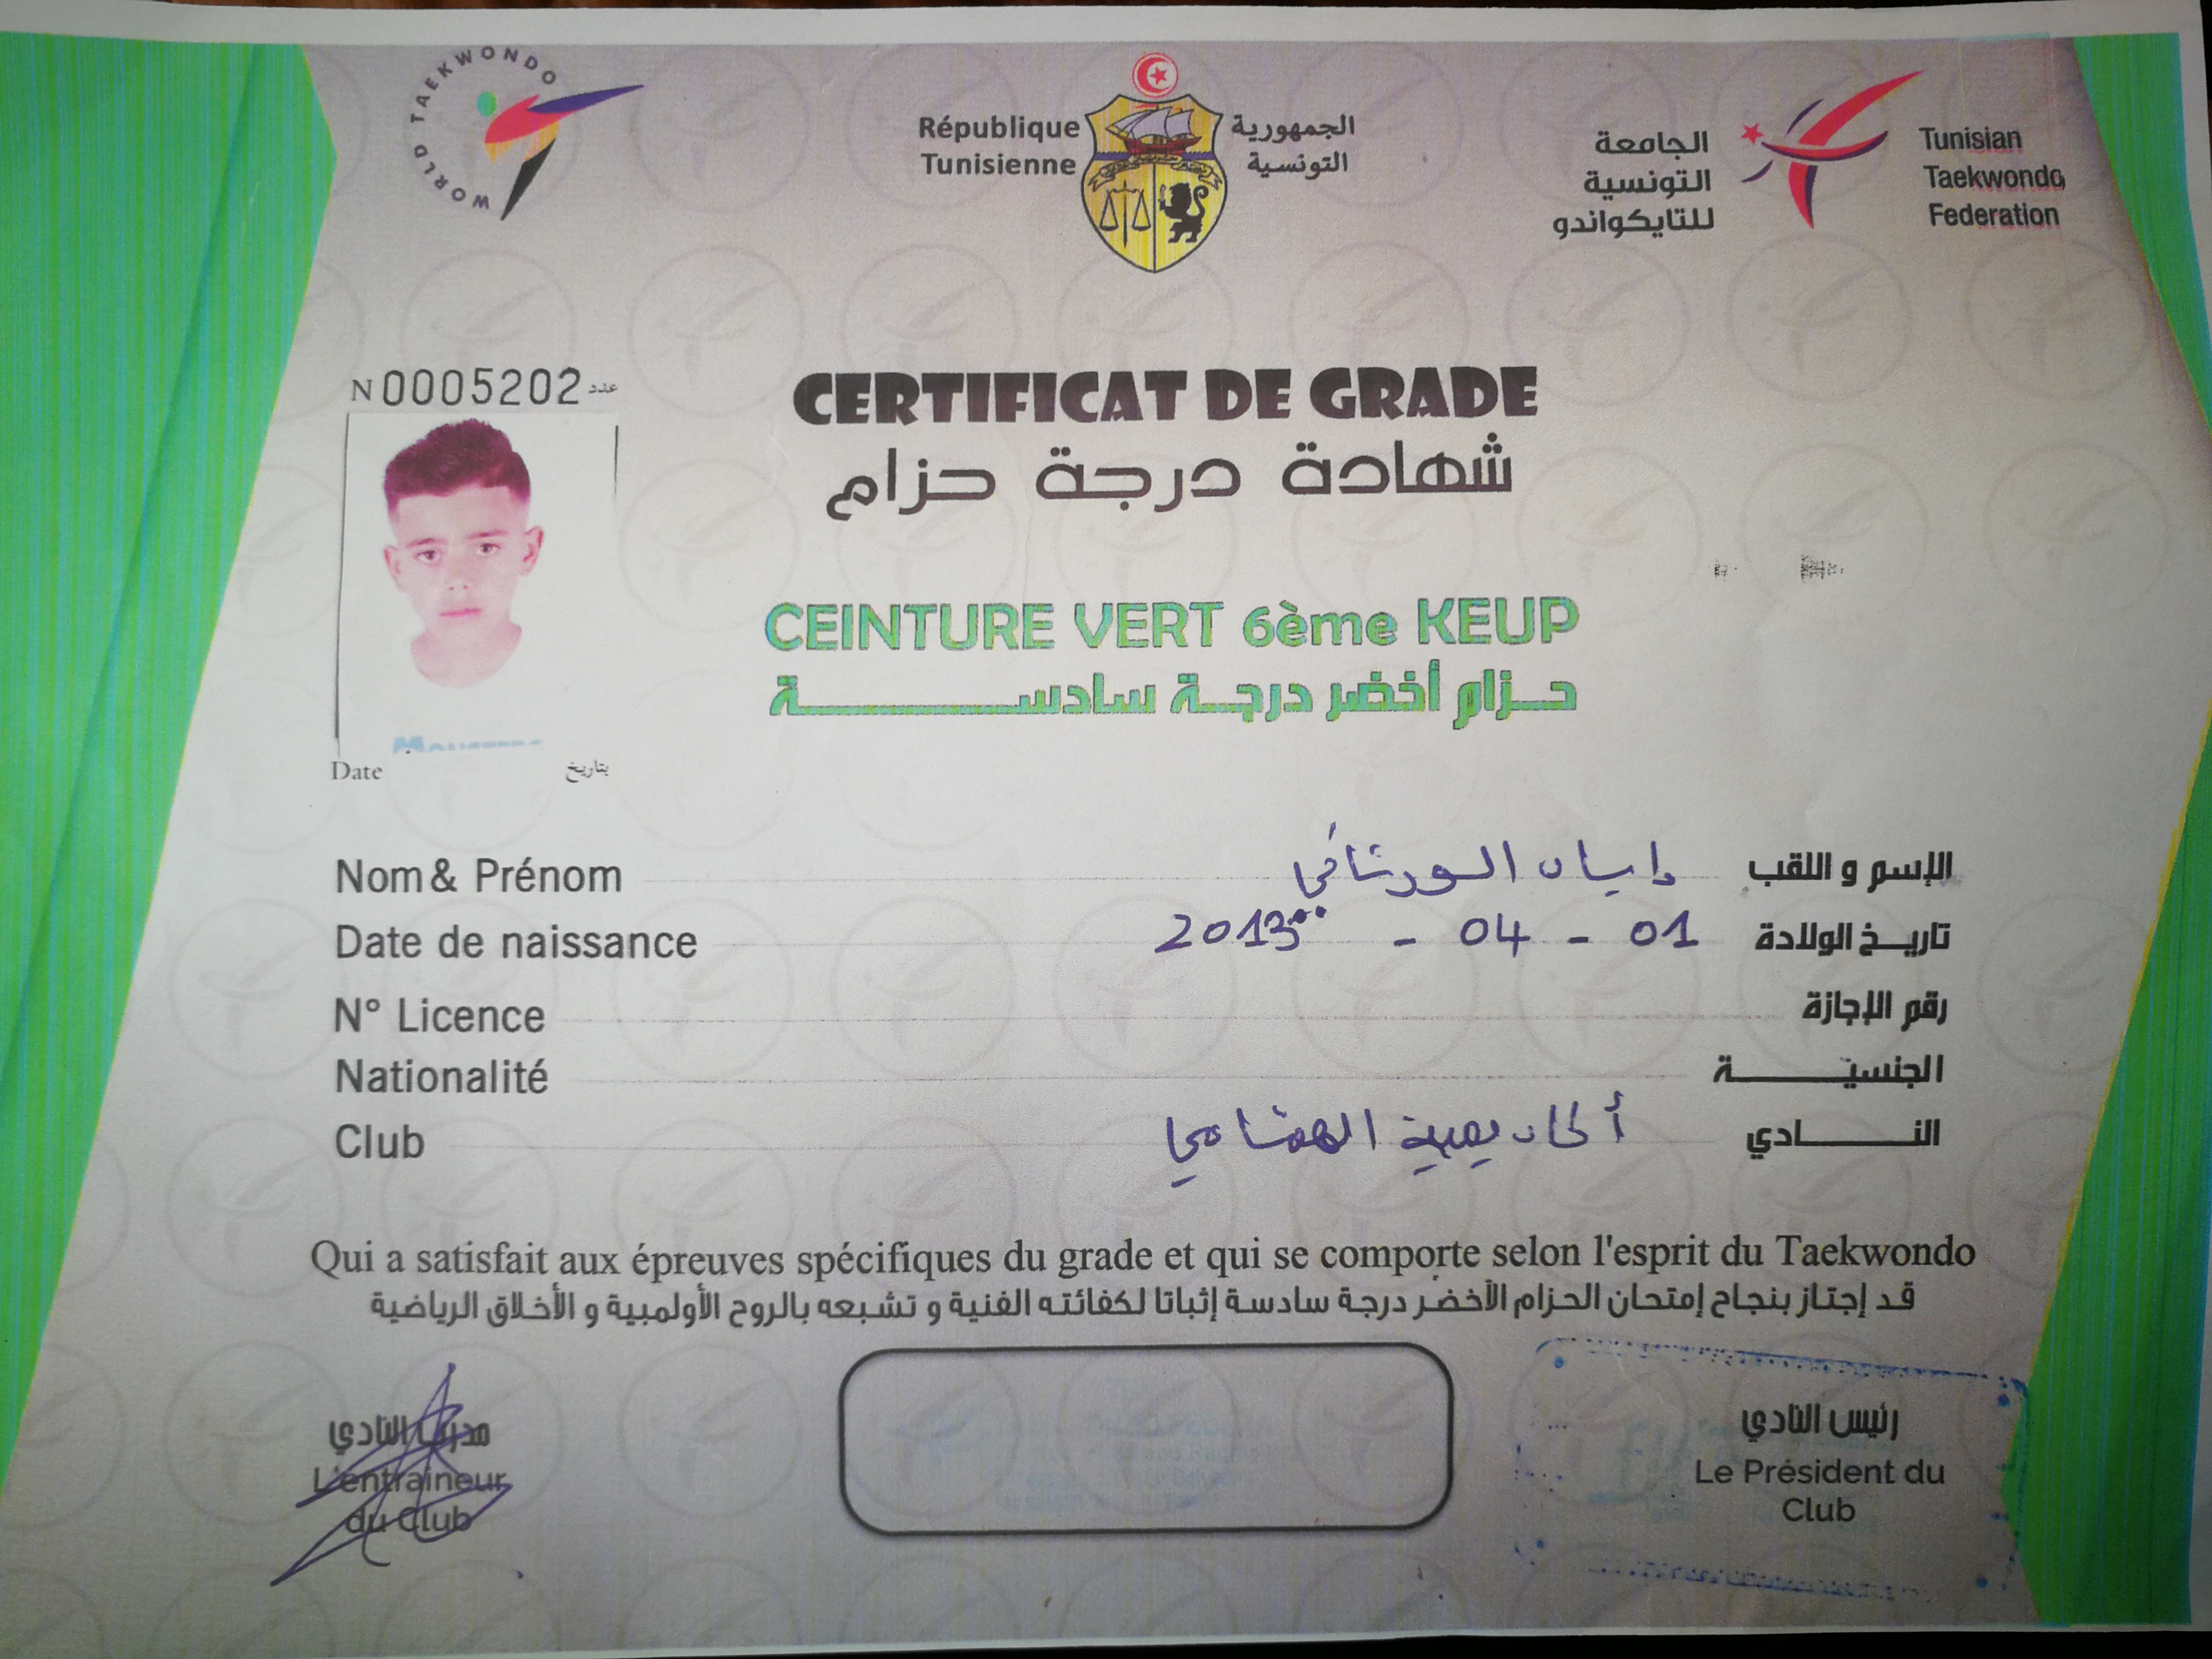 WORLD TAEKWONDO
République
Tunisienne
الجمهورية
التونسية
الجامعة
التونسية
للتايكواندو
Tunisian
Taekwondo
Federation
N 0005202 عدد
CERTIFICAT DE GRADE
شهادة درجة حزام
CEINTURE VERT 6ème KEUP
حزام أخضر درجة سادسة
Date بتاريخ
Nom & Prénom الورتاني الإسم و اللقب
Date de naissance 2013 - 04 - 01 تاريخ الولادة
N° Licence رقم الإجازة
Nationalité الجنسية
Club أكاديمية الهشامي النادي
Qui a satisfait aux épreuves spécifiques du grade et qui se comporte selon l'esprit du Taekwondo
قد إجتاز بنجاح إمتحان الحزام الأخضر درجة سادسة إثباتا لكفائته الفنية و تشبعه بالروح الأولمبية و الأخلاق الرياضية
مدرب النادي
L'entraineur
du Club
رئيس النادي
Le Président du
Club